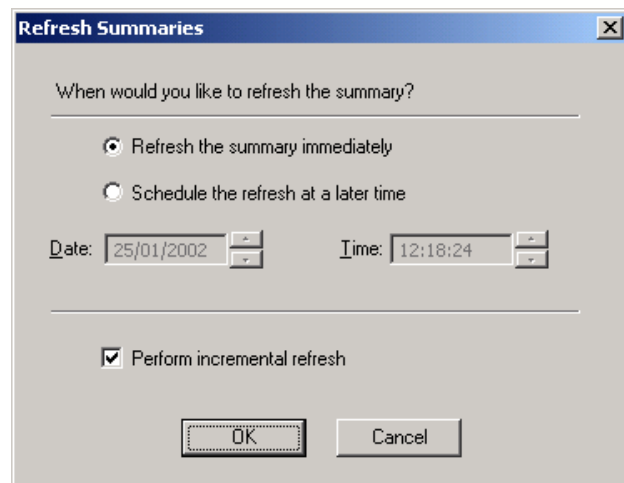 Refresh Summaries
When would you like to refresh the summary?
Refresh the summary immediately
Schedule the refresh at a later time
Date: 25/01/2002 Time: 12:18:24
Perform incremental refresh
OK Cancel